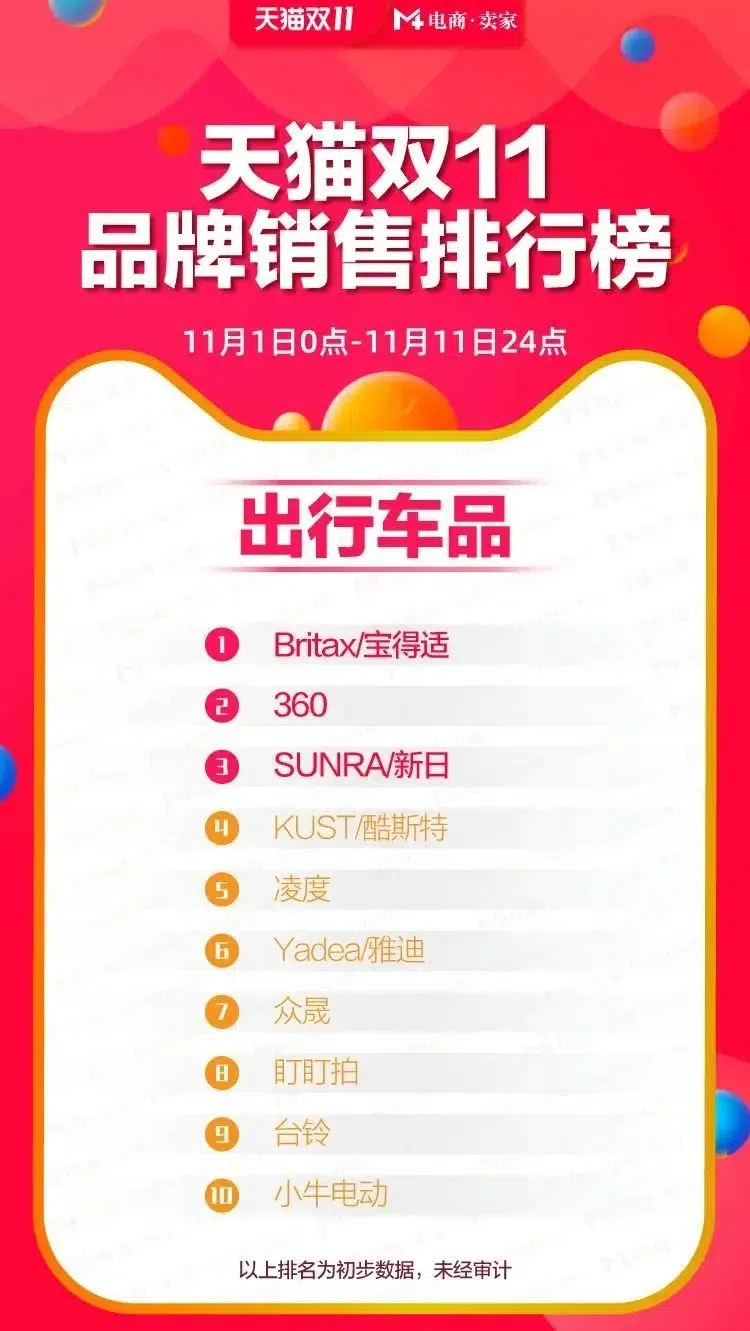 天猫双11 M4 电商·卖家
天猫双11
品牌销售排行榜
11月1日0点-11月11日24点
出行车品
1 Britax/宝得适
2 360
3 SUNRA/新日
4 KUST/酷斯特
5 凌度
6 Yadea/雅迪
7 众晟
8 盯盯拍
9 台铃
10 小牛电动
以上排名为初步数据，未经审计